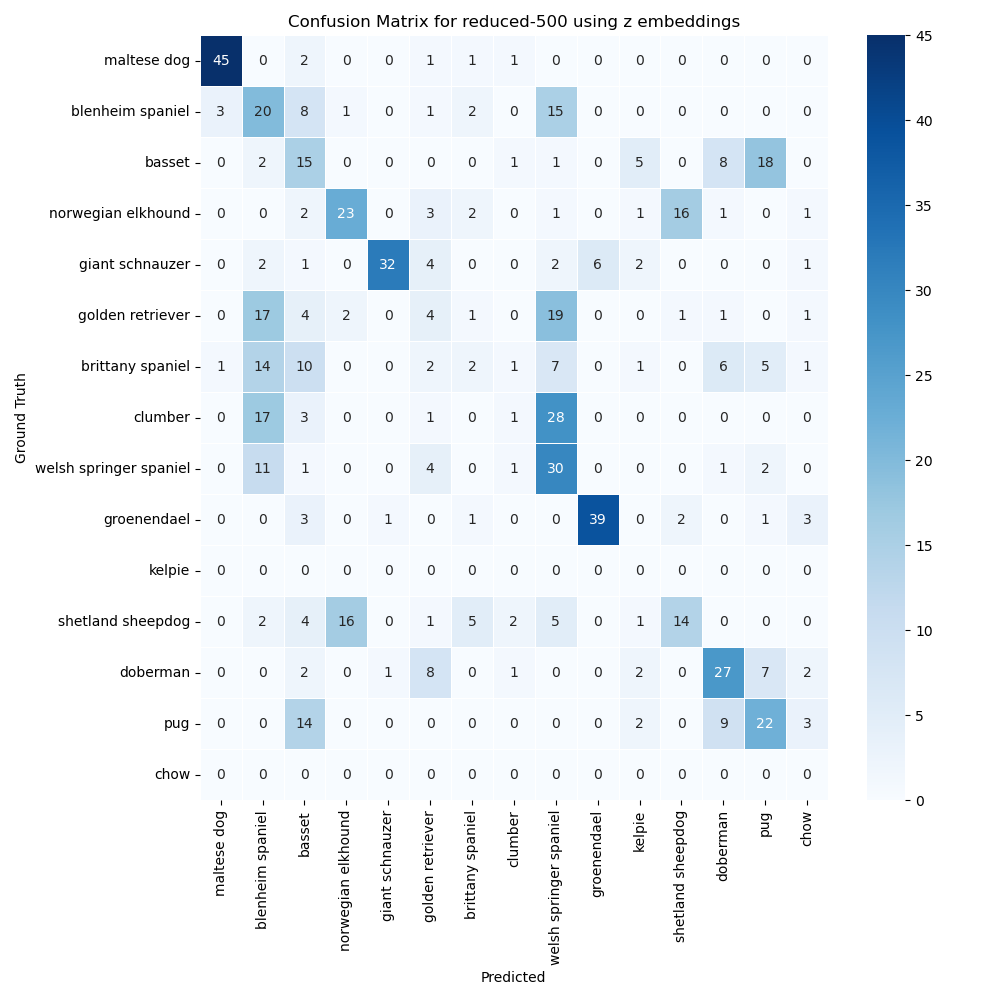 Confusion Matrix for reduced-500 using z embeddings
maltese dog 45 0 2 0 0 1 1 1 0 0 0 0 0 0 0
blenheim spaniel 3 20 8 1 0 1 2 0 15 0 0 0 0 0 0
basset 0 2 15 0 0 0 0 1 1 0 5 0 8 18 0
norwegian elkhound 0 0 2 23 0 3 2 0 1 0 1 16 1 0 1
giant schnauzer 0 2 1 0 32 4 0 0 2 6 2 0 0 0 1
golden retriever 0 17 4 2 0 4 1 0 19 0 0 1 1 0 1
brittany spaniel 1 14 10 0 0 2 2 1 7 0 1 0 6 5 1
clumber 0 17 3 0 0 1 0 1 28 0 0 0 0 0 0
welsh springer spaniel 0 11 1 0 0 4 0 1 30 0 0 0 1 2 0
groenendael 0 0 3 0 1 0 1 0 0 39 0 2 0 1 3
kelpie 0 0 0 0 0 0 0 0 0 0 0 0 0 0 0
shetland sheepdog 0 2 4 16 0 1 5 2 5 0 1 14 0 0 0
doberman 0 0 2 0 1 8 0 1 0 0 2 0 27 7 2
pug 0 0 14 0 0 0 0 0 0 0 2 0 9 22 3
chow 0 0 0 0 0 0 0 0 0 0 0 0 0 0 0
Ground Truth
maltese dog
blenheim spaniel
basset
norwegian elkhound
giant schnauzer
golden retriever
brittany spaniel
clumber
welsh springer spaniel
groenendael
kelpie
shetland sheepdog
doberman
pug
chow
Predicted
45
40
35
30
25
20
15
10
5
0